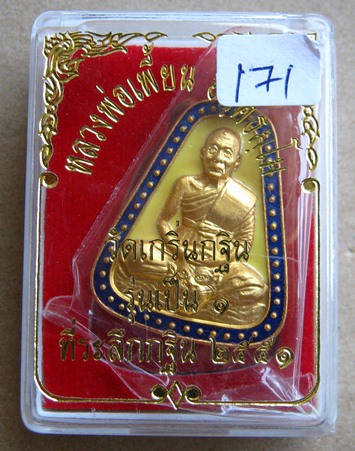 171
หลวงพ่อเพี้ยน
วัดเกริ่นกฐิน
รุ่นเป็น ๑
ที่ระลึกกฐิน ๒๕๕๑